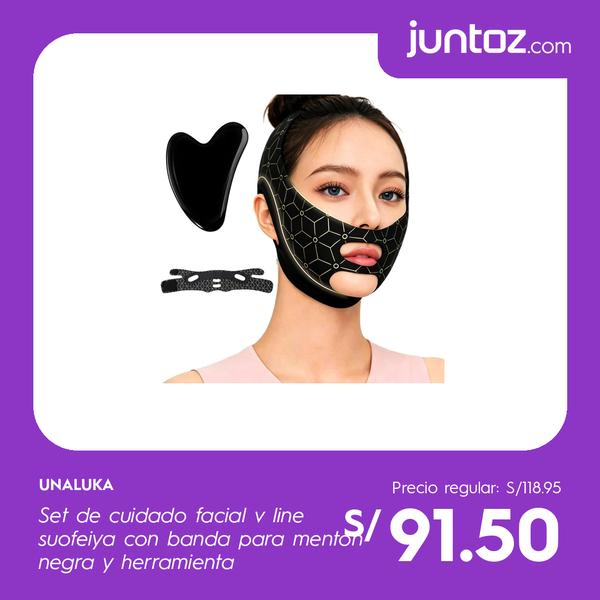 juntoz.com
UNALUKA
Set de cuidado facial v line
suofeiya con banda para mentón
negra y herramienta
Precio regular: S/118.95
S/91.50